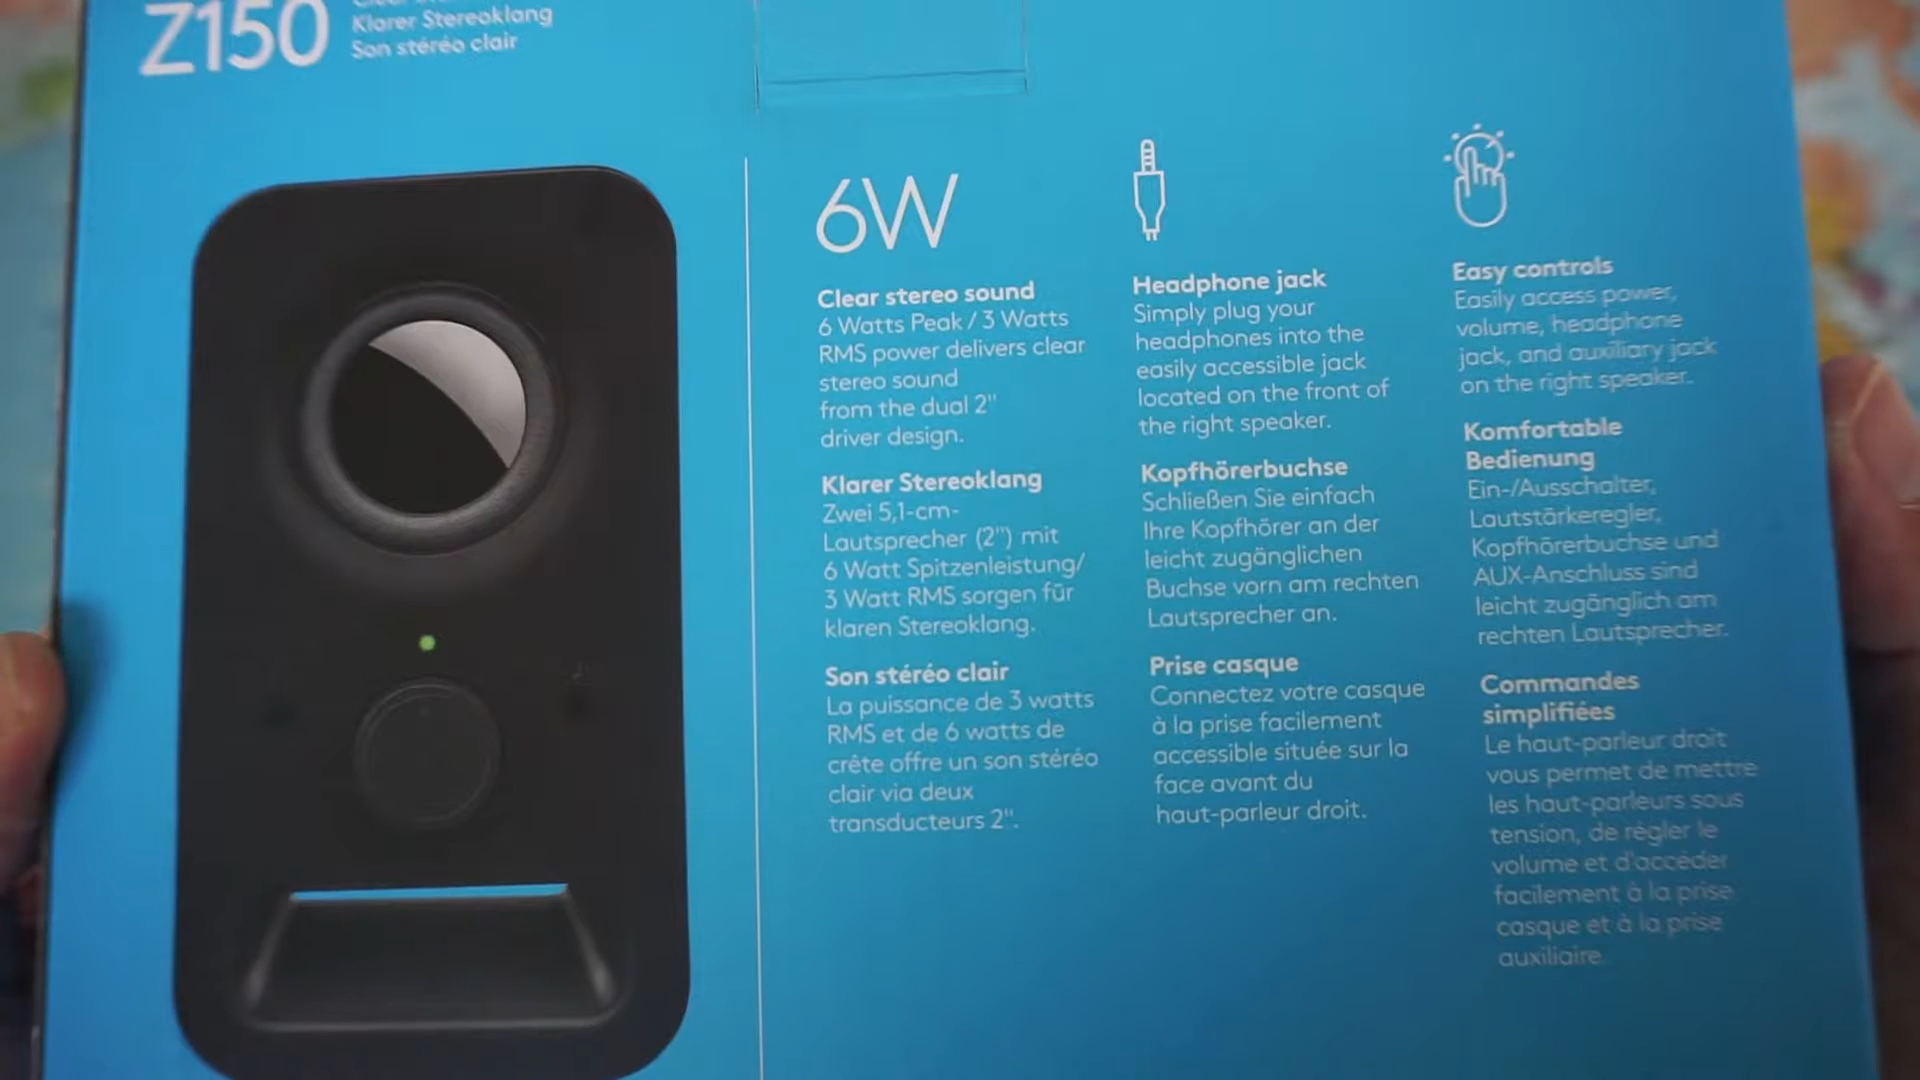 Z150
Klarer Stereoklang
Son stéréo clair
6W
Clear stereo sound
6 Watts Peak / 3 Watts
RMS power delivers clear
stereo sound
from the dual 2"
driver design.
Klarer Stereoklang
Zwei 5,1-cm-
Lautsprecher (2") mit
6 Watt Spitzenleistung/
3 Watt RMS sorgen für
klaren Stereoklang.
Son stéréo clair
La puissance de 3 watts
RMS et de 6 watts de
crête offre un son stéréo
clair via deux
transducteurs 2".
Headphone jack
Simply plug your
headphones into the
easily accessible jack
located on the front of
the right speaker.
Kopfhörerbuchse
Schließen Sie einfach
Ihre Kopfhörer an der
leicht zugänglichen
Buchse vorn am rechten
Lautsprecher an.
Prise casque
Connectez votre casque
à la prise facilement
accessible située sur la
face avant du
haut-parleur droit.
Easy controls
Easily access power,
volume, headphone
jack, and auxiliary jack
on the right speaker.
Komfortable
Bedienung
Ein-/Ausschalter,
Lautstärkeregler,
Kopfhörerbuchse und
AUX-Anschluss sind
leicht zugänglich am
rechten Lautsprecher.
Commandes
simplifiées
Le haut-parleur droit
vous permet de mettre
les haut-parleurs sous
tension, de régler le
volume et d'accéder
facilement à la prise
casque et à la prise
auxiliaire.